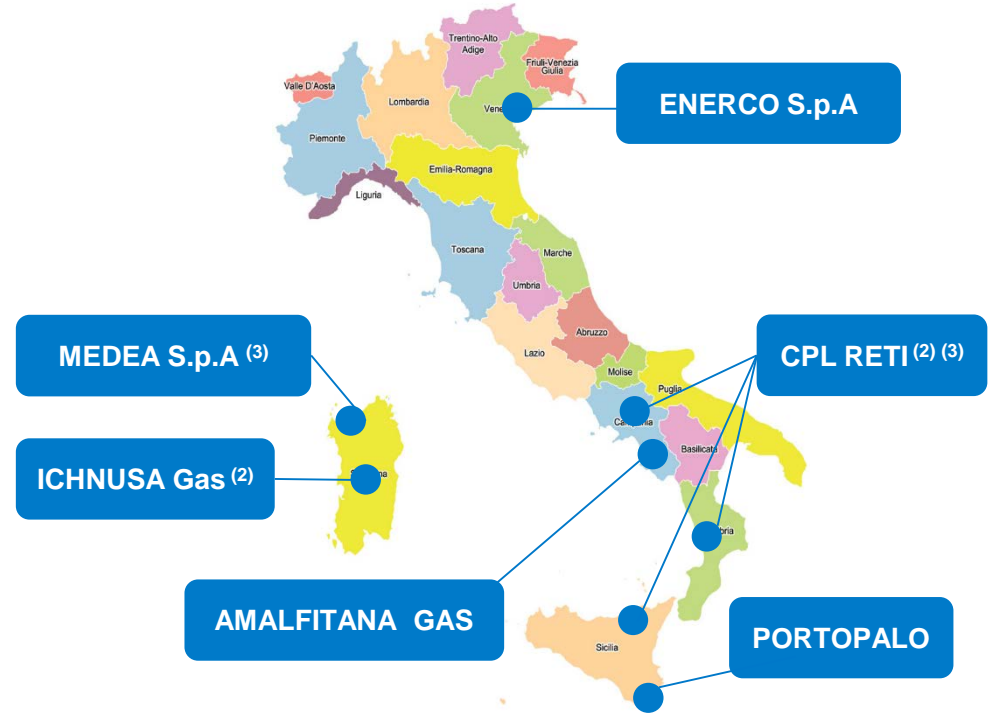 Trentino-Alto
Adige
Friuli-Venezia
Giulia
Valle D'Aosta
Lombardia
ENERCO S.p.A
Piemonte
Emilia-Romagna
Liguria
Toscana
Marche
Umbria
Abruzzo
Lazio
MEDEA S.p.A (3)
CPL RETI (2) (3)
Molise
Puglia
Basilicata
ICHNUSA Gas (2)
AMALFITANA GAS
PORTOPALO
Sicilia